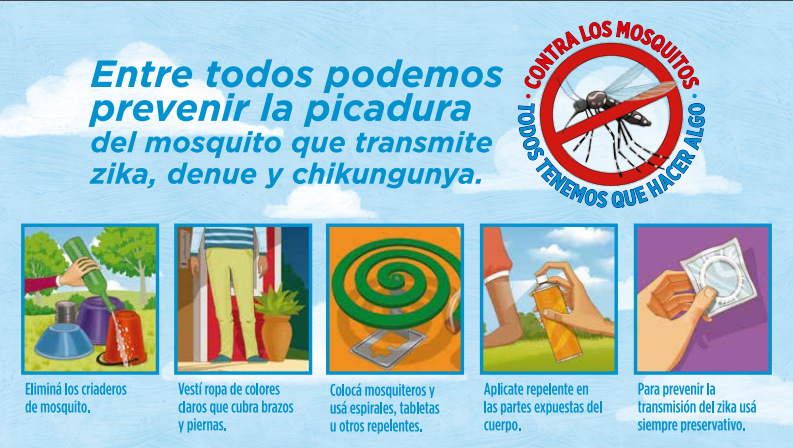 Entre todos podemos
prevenir la picadura
del mosquito que transmite
zika, denue y chikungunya.
CONTRA LOS MOSQUITOS
TODOS TENEMOS QUE HACER ALGO
Eliminá los criaderos
de mosquito.
Vestí ropa de colores
claros que cubra brazos
y piernas.
Colocá mosquiteros y
usá espirales, tabletas
u otros repelentes.
Aplicate repelente en
las partes expuestas del
cuerpo.
Para prevenir la
transmisión del zika usá
siempre preservativo.